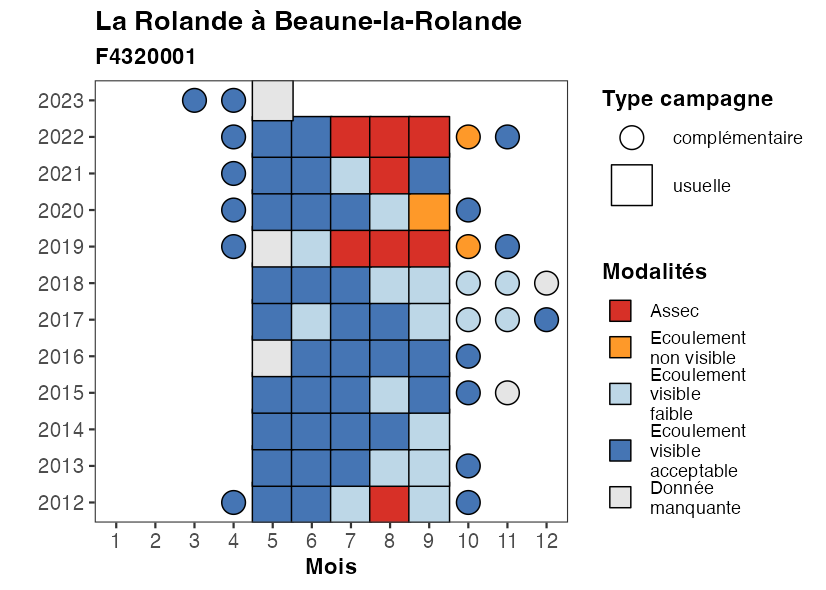 La Rolande à Beaune-la-Rolande
F4320001
2023
2022
2021
2020
2019
2018
2017
2016
2015
2014
2013
2012
1 2 3 4 5 6 7 8 9 10 11 12
Mois
Type campagne
complémentaire
usuelle
Modalités
Assec
Ecoulement
non visible
Ecoulement
visible
faible
Ecoulement
visible
acceptable
Donnée
manquante